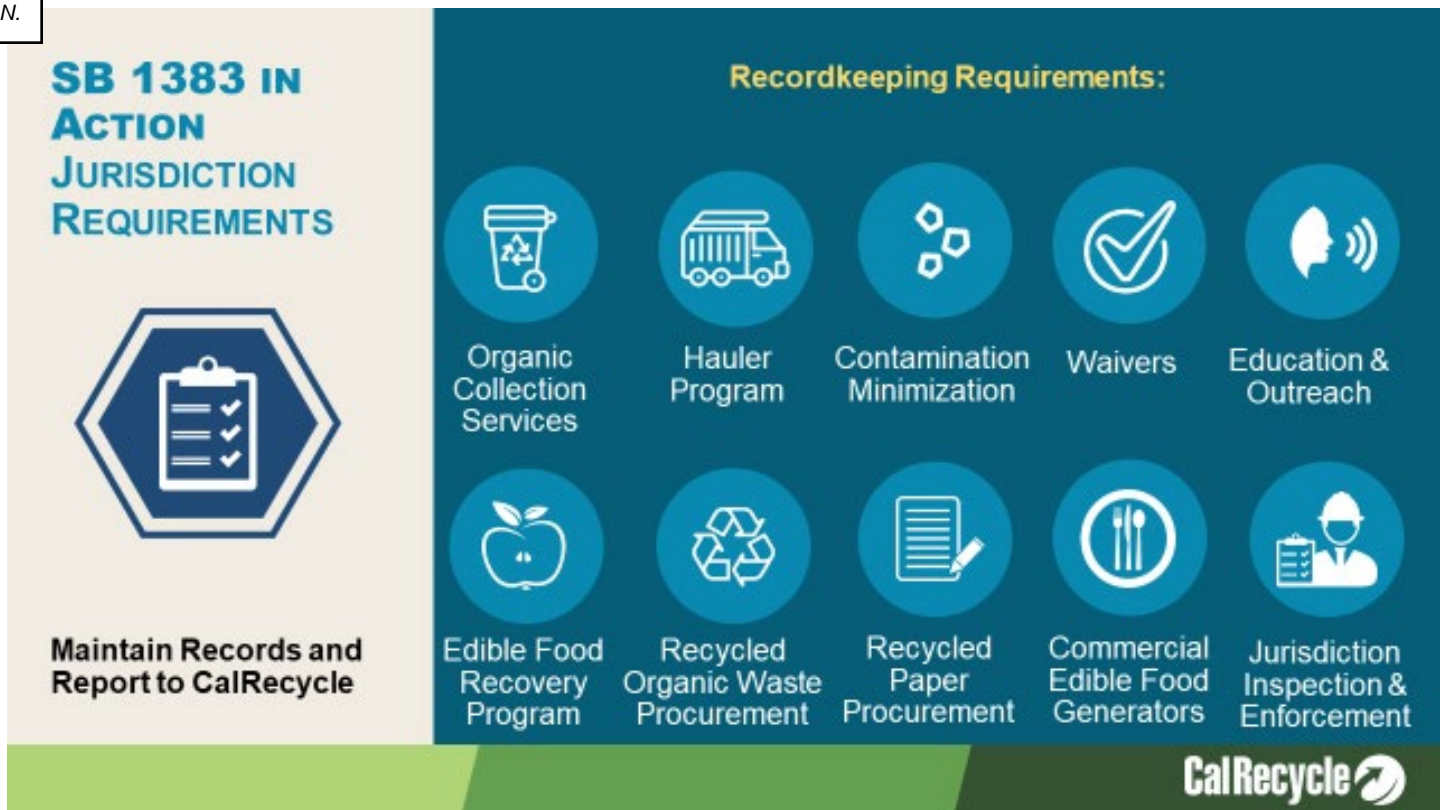 N.
SB 1383 IN
ACTION
JURISDICTION
REQUIREMENTS
Maintain Records and
Report to CalRecycle
Recordkeeping Requirements:
Organic
Collection
Services
Hauler
Program
Contamination
Minimization
Waivers
Education &
Outreach
Edible Food
Recovery
Program
Recycled
Organic Waste
Procurement
Recycled
Paper
Procurement
Commercial
Edible Food
Generators
Jurisdiction
Inspection &
Enforcement
CalRecycle